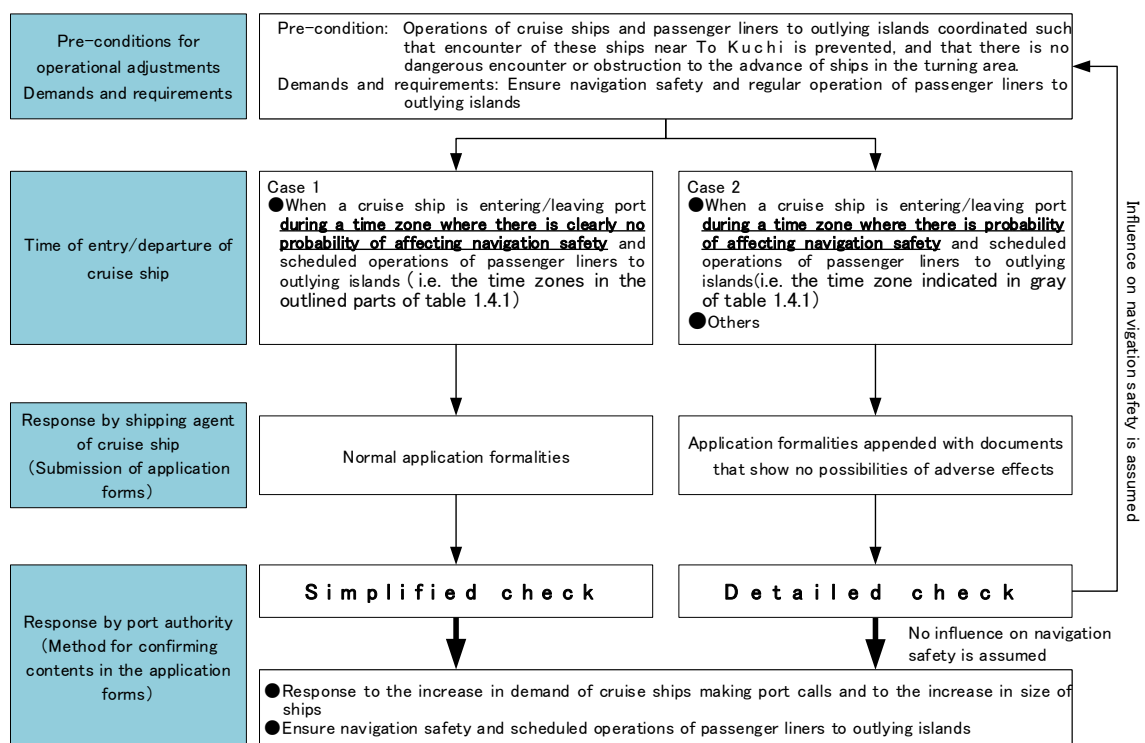 Pre-conditions for
operational adjustments
Demands and requirements
Pre-condition: Operations of cruise ships and passenger liners to outlying islands coordinated such
that encounter of these ships near To Kuchi is prevented, and that there is no
dangerous encounter or obstruction to the advance of ships in the turning area.
Demands and requirements: Ensure navigation safety and regular operation of passenger liners to
outlying islands
Time of entry/departure of
cruise ship
Case 1
●When a cruise ship is entering/leaving port
during a time zone where there is clearly no
probability of affecting navigation safety and
scheduled operations of passenger liners to
outlying islands (i.e. the time zones in the
outlined parts of table 1.4.1)
Case 2
●When a cruise ship is entering/leaving port
during a time zone where there is probability
of affecting navigation safety and scheduled
operations of passenger liners to outlying
islands(i.e. the time zone indicated in gray
of table 1.4.1)
●Others
Influence on navigation safety is assumed
Response by shipping agent
of cruise ship
(Submission of application
forms)
Normal application formalities
Application formalities appended with documents
that show no possibilities of adverse effects
Response by port authority
(Method for confirming
contents in the application
forms)
Simplified check
Detailed check
No influence on navigation
safety is assumed
●Response to the increase in demand of cruise ships making port calls and to the increase in size of
ships
●Ensure navigation safety and scheduled operations of passenger liners to outlying islands